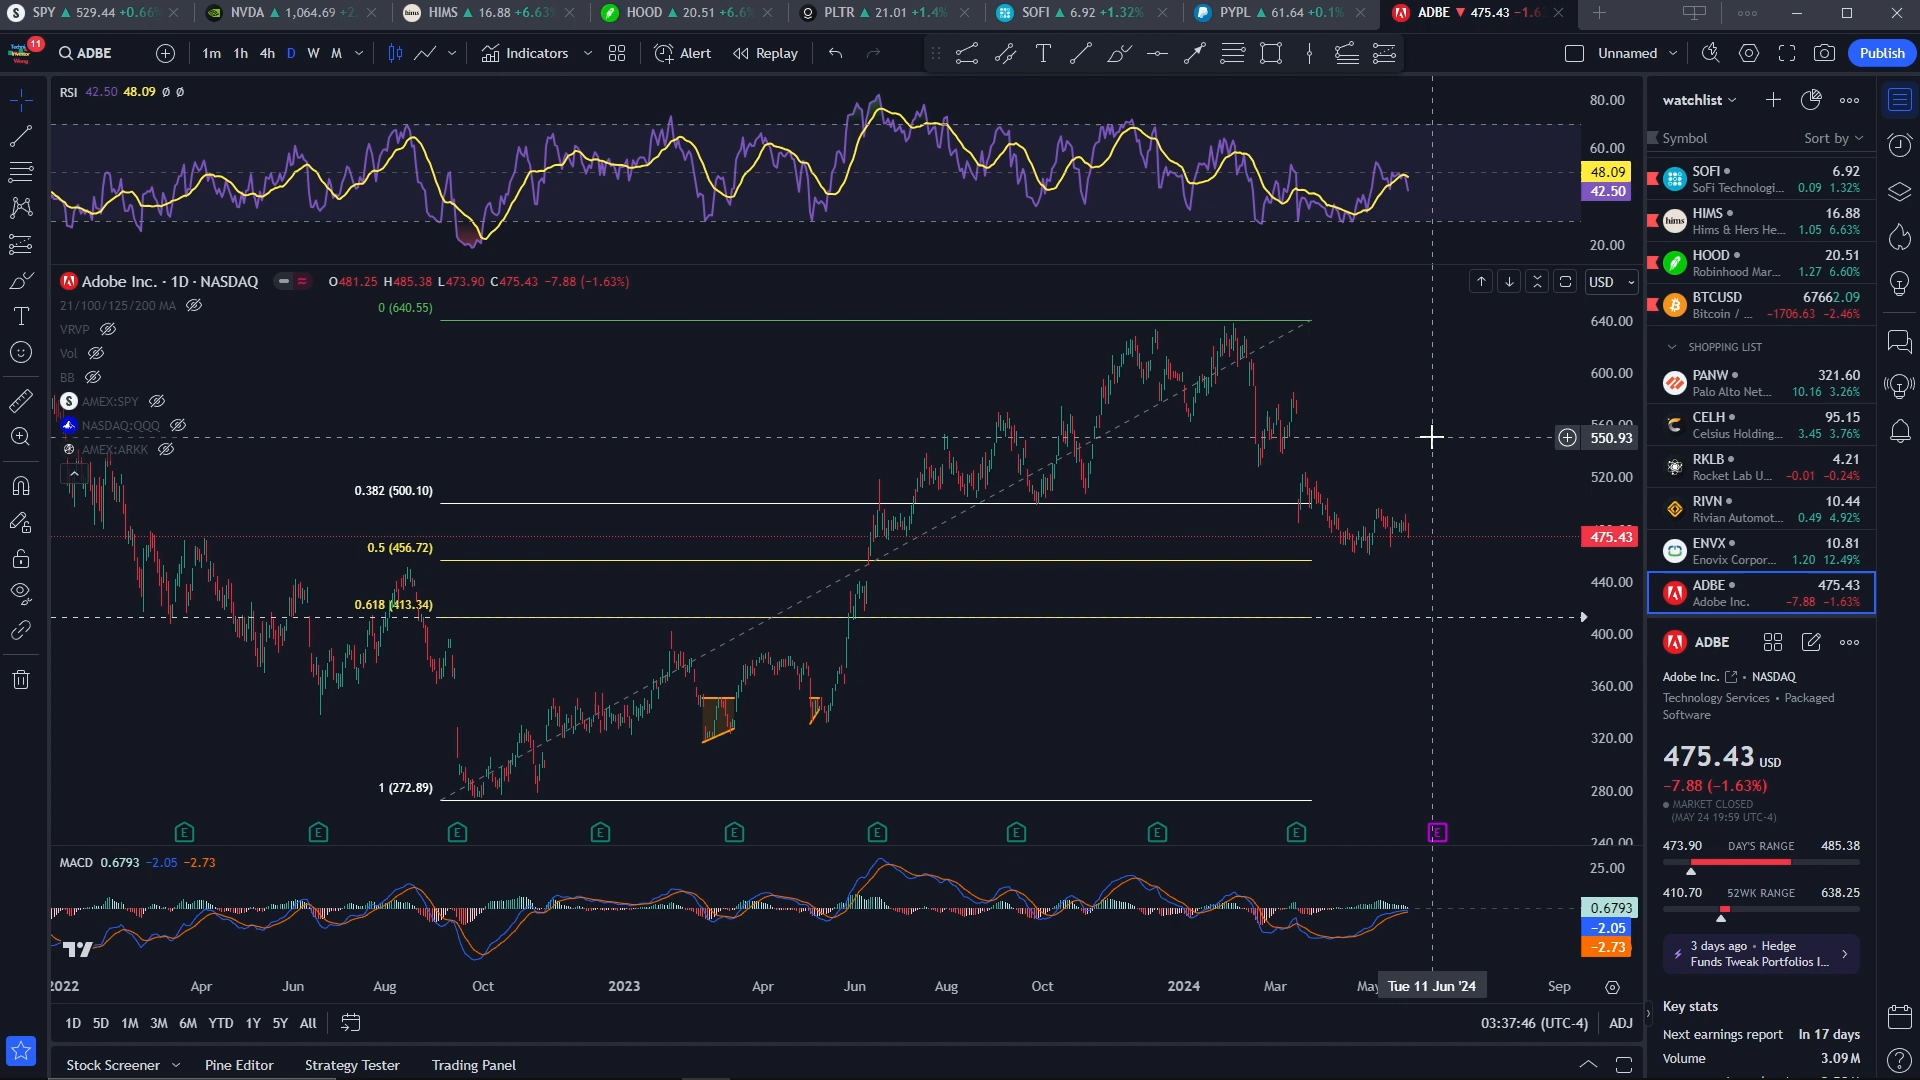 SPY ▲ 529.44 +0.66%
NVDA ▲ 1,064.69 +2.
HIMS ▲ 16.88 +6.63%
HOOD ▲ 20.51 +6.6%
PLTR ▲ 21.01 +1.4%
SOFI ▲ 6.92 +1.32%
PYPL ▲ 61.64 +0.1%
ADBE ▼ 475.43 −1.6
11
ADBE
1m 1h 4h D W M
Indicators
Alert
Replay
Unnamed
Publish
RSI 42.50 48.09 Ø Ø
80.00
60.00
48.09
42.50
20.00
Adobe Inc. · 1D · NASDAQ
O481.25 H485.38 L473.90 C475.43 −7.88 (−1.63%)
USD
21/100/125/200 MA
VRVP
Vol
BB
AMEX:SPY
NASDAQ:QQQ
AMEX:ARKK
0 (640.55)
0.382 (500.10)
0.5 (456.72)
0.618 (413.34)
1 (272.89)
640.00
600.00
550.93
520.00
475.43
440.00
400.00
360.00
320.00
280.00
240.00
E E E E E E E E E E
MACD 0.6793 −2.05 −2.73
25.00
0.6793
−2.05
−2.73
2022 Apr Jun Aug Oct 2023 Apr Jun Aug Oct 2024 Mar May Tue 11 Jun '24 Sep
1D 5D 1M 3M 6M YTD 1Y 5Y All
03:37:46 (UTC-4) ADJ
Stock Screener
Pine Editor
Strategy Tester
Trading Panel
watchlist
Symbol
Sort by
SOFI 6.92
SoFi Technologi... 0.09 1.32%
HIMS 16.88
hims
Hims & Hers He... 1.05 6.63%
HOOD 20.51
Robinhood Mar... 1.27 6.60%
BTCUSD 67662.09
Bitcoin / ... −1706.63 −2.46%
SHOPPING LIST
PANW 321.60
Palo Alto Net... 10.16 3.26%
CELH 95.15
Celsius Holding... 3.45 3.76%
RKLB 4.21
Rocket Lab U... −0.01 −0.24%
RIVN 10.44
Rivian Automot... 0.49 4.92%
ENVX 10.81
Enovix Corpor... 1.20 12.49%
ADBE 475.43
Adobe Inc. −7.88 −1.63%
ADBE
Adobe Inc. • NASDAQ
Technology Services • Packaged
Software
475.43 USD
−7.88 (−1.63%)
MARKET CLOSED
(MAY 24 19:59 UTC-4)
473.90 DAY'S RANGE 485.38
410.70 52WK RANGE 638.25
3 days ago • Hedge
Funds Tweak Portfolios I...
Key stats
Next earnings report In 17 days
Volume 3.09M